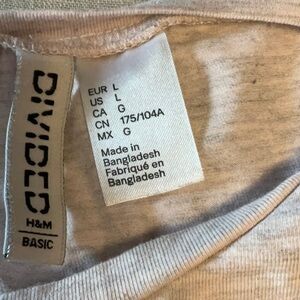 DIVIDED
H&M
BASIC
EUR L
US L
CA G
CN 175/104A
MX G
Made in
Bangladesh
Fabriqué en
Bangladesh